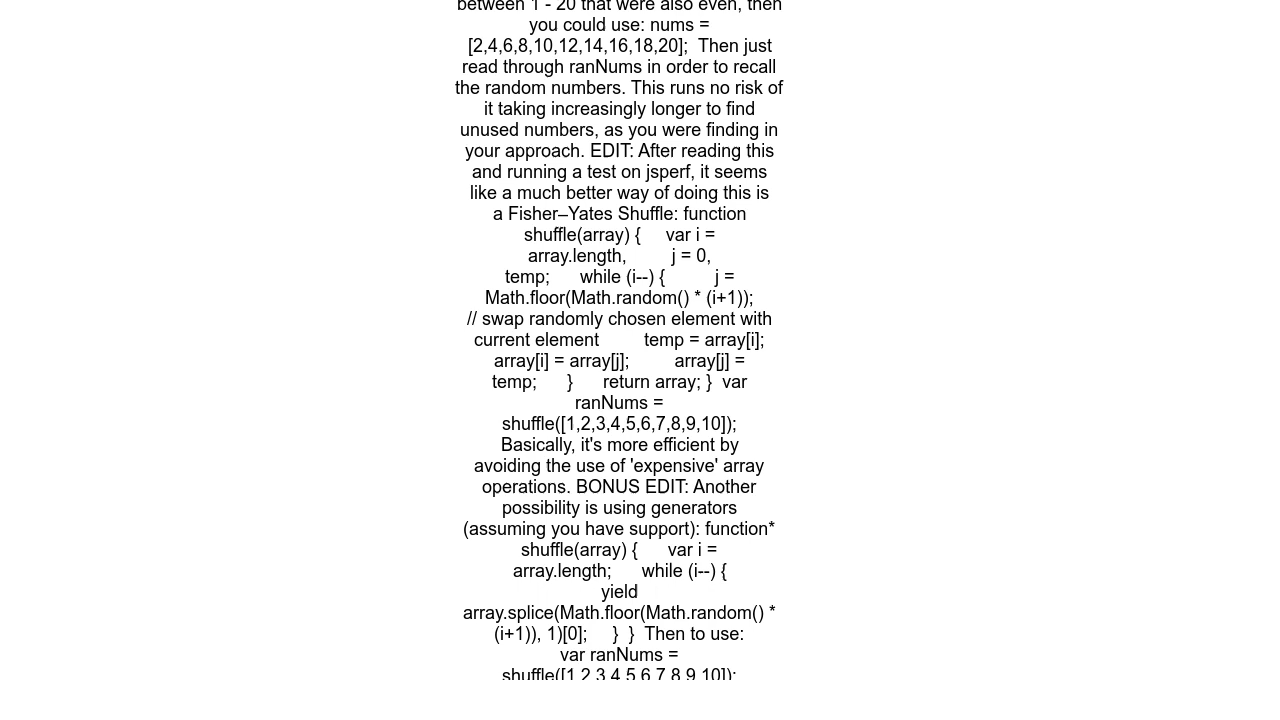 between 1 - 20 that were also even, then
you could use: nums =
[2,4,6,8,10,12,14,16,18,20];  Then just
read through ranNums in order to recall
the random numbers. This runs no risk of
it taking increasingly longer to find
unused numbers, as you were finding in
your approach. EDIT: After reading this
and running a test on jsperf, it seems
like a much better way of doing this is
a Fisher–Yates Shuffle: function
shuffle(array) {     var i =
array.length,         j = 0,
temp;      while (i--) {          j =
Math.floor(Math.random() * (i+1));
// swap randomly chosen element with
current element         temp = array[i];
array[i] = array[j];         array[j] =
temp;      }      return array; }  var
ranNums =
shuffle([1,2,3,4,5,6,7,8,9,10]);
Basically, it's more efficient by
avoiding the use of 'expensive' array
operations. BONUS EDIT: Another
possibility is using generators
(assuming you have support): function*
shuffle(array) {      var i =
array.length;      while (i--) {
yield
array.splice(Math.floor(Math.random() *
(i+1)), 1)[0];     }  }  Then to use:
var ranNums =
shuffle([1,2,3,4,5,6,7,8,9,10]);